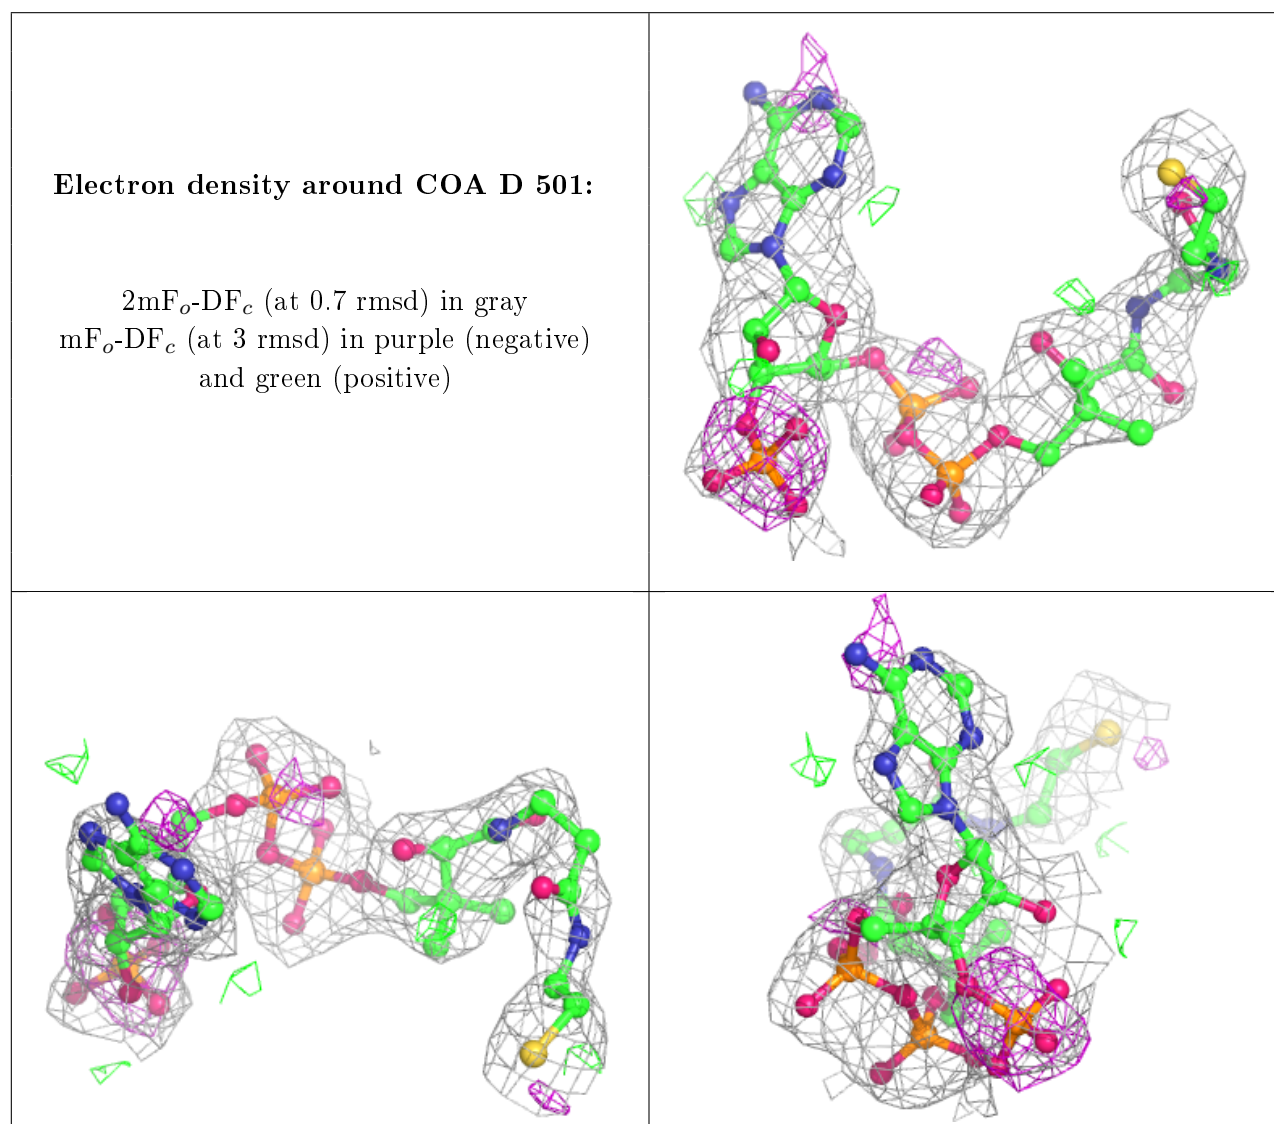 Electron density around COA D 501:
2mFo-DFc (at 0.7 rmsd) in gray
mFo-DFc (at 3 rmsd) in purple (negative)
and green (positive)